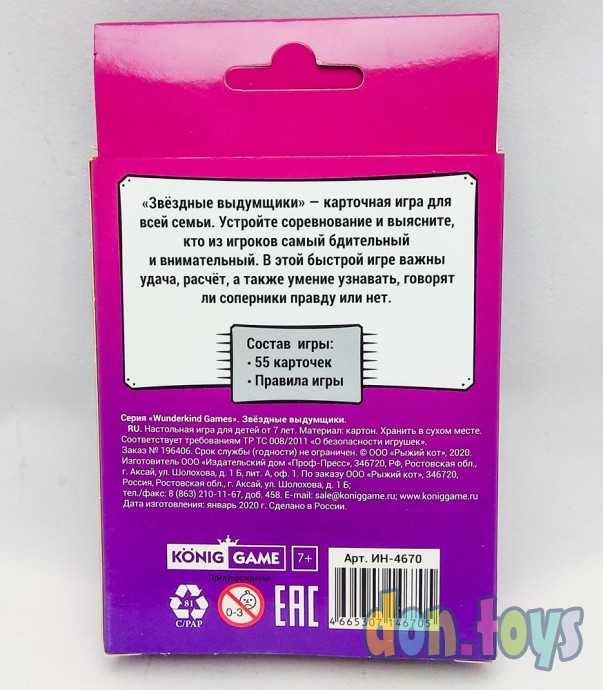 «Звёздные выдумщики» — карточная игра для
всей семьи. Устройте соревнование и выясните,
кто из игроков самый бдительный
и внимательный. В этой быстрой игре важны
удача, расчёт, а также умение узнавать, говорят
ли соперники правду или нет.
Состав игры:
• 55 карточек
• Правила игры
Серия «Wunderkind Games». Звёздные выдумщики.
RU. Настольная игра для детей от 7 лет. Материал: картон. Хранить в сухом месте.
Соответствует требованиям ТР ТС 008/2011 «О безопасности игрушек».
Заказ № 196406. Срок службы (годности) не ограничен. © ООО «Рыжий кот», 2020.
Изготовитель ООО «Издательский дом «Проф-Пресс», 346720, РФ, Ростовская обл.,
г. Аксай, ул. Шолохова, д. 1 Б, лит. А, оф. 1. По заказу ООО «Рыжий кот», 346720,
Россия, Ростовская обл., г. Аксай, ул. Шолохова, д. 1 Б;
тел./факс: 8 (863) 210-11-67, доб. 458. E-mail: sale@koniggame.ru; www.koniggame.ru
Дата изготовления: январь 2020 г. Сделано в России.
KÖNIG GAME
7+
Арт. ИН-4670
Предупреждение
81
C/PAP
0-3
EAC
4 665307 146705
don.toys